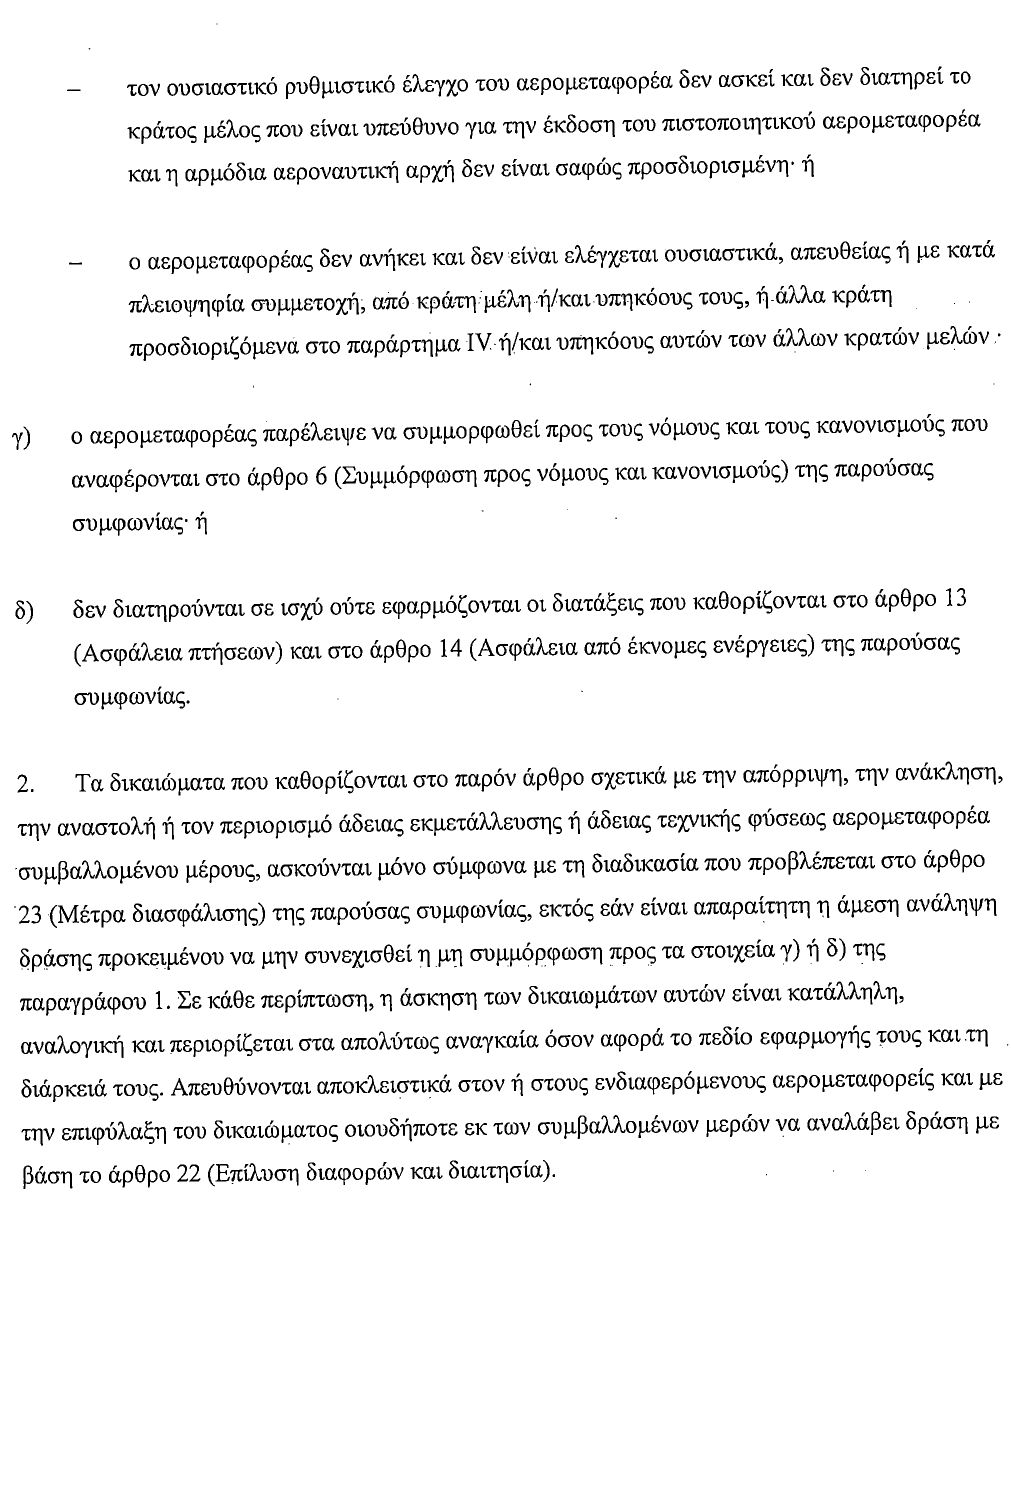 – τον ουσιαστικό ρυθμιστικό έλεγχο του αερομεταφορέα δεν ασκεί και δεν διατηρεί το
κράτος μέλος που είναι υπεύθυνο για την έκδοση του πιστοποιητικού αερομεταφορέα
και η αρμόδια αεροναυτική αρχή δεν είναι σαφώς προσδιορισμένη· ή
– ο αερομεταφορέας δεν ανήκει και δεν είναι ελέγχεται ουσιαστικά, απευθείας ή με κατά
πλειοψηφία συμμετοχή, από κράτη μέλη ή/και υπηκόους τους, ή άλλα κράτη
προσδιοριζόμενα στο παράρτημα IV ή/και υπηκόους αυτών των άλλων κρατών μελών ·
γ) ο αερομεταφορέας παρέλειψε να συμμορφωθεί προς τους νόμους και τους κανονισμούς που
αναφέρονται στο άρθρο 6 (Συμμόρφωση προς νόμους και κανονισμούς) της παρούσας
συμφωνίας· ή
δ) δεν διατηρούνται σε ισχύ ούτε εφαρμόζονται οι διατάξεις που καθορίζονται στο άρθρο 13
(Ασφάλεια πτήσεων) και στο άρθρο 14 (Ασφάλεια από έκνομες ενέργειες) της παρούσας
συμφωνίας.
2. Τα δικαιώματα που καθορίζονται στο παρόν άρθρο σχετικά με την απόρριψη, την ανάκληση,
την αναστολή ή τον περιορισμό άδειας εκμετάλλευσης ή άδειας τεχνικής φύσεως αερομεταφορέα
συμβαλλομένου μέρους, ασκούνται μόνο σύμφωνα με τη διαδικασία που προβλέπεται στο άρθρο
23 (Μέτρα διασφάλισης) της παρούσας συμφωνίας, εκτός εάν είναι απαραίτητη η άμεση ανάληψη
δράσης προκειμένου να μην συνεχισθεί η μη συμμόρφωση προς τα στοιχεία γ) ή δ) της
παραγράφου 1. Σε κάθε περίπτωση, η άσκηση των δικαιωμάτων αυτών είναι κατάλληλη,
αναλογική και περιορίζεται στα απολύτως αναγκαία όσον αφορά το πεδίο εφαρμογής τους και τη
διάρκειά τους. Απευθύνονται αποκλειστικά στον ή στους ενδιαφερόμενους αερομεταφορείς και με
την επιφύλαξη του δικαιώματος οιουδήποτε εκ των συμβαλλομένων μερών να αναλάβει δράση με
βάση το άρθρο 22 (Επίλυση διαφορών και διαιτησία).